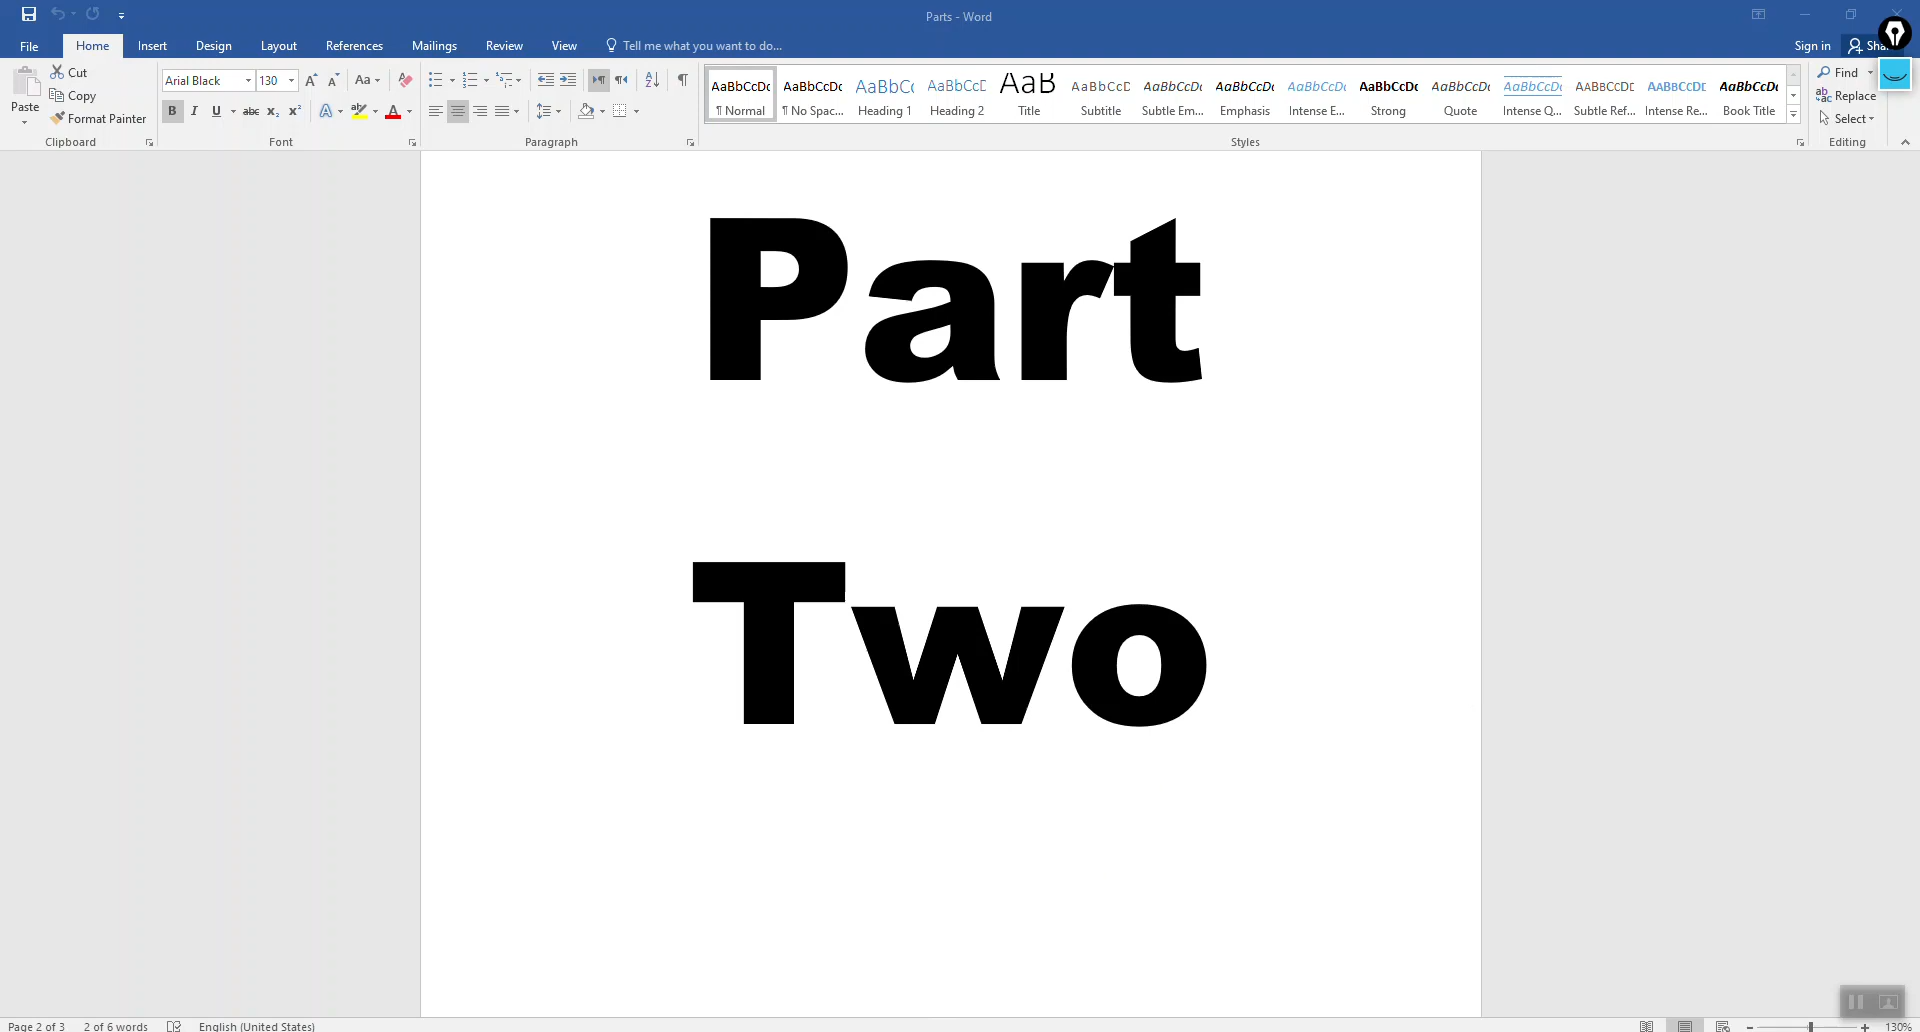 Parts - Word
File Home Insert Design Layout References Mailings Review View Tell me what you want to do... Sign in
Paste Cut Copy Format Painter Clipboard
Arial Black 130 Font
Paragraph
AaBbCcDc AaBbCcDc AaBbCc AaBbCcD AaB AaBbCcD AaBbCcDc AaBbCcDc AaBbCcDc AaBbCcDc AaBbCcDc AaBbCcDc AABBCCDD AABBCCDD AaBbCcDc
¶ Normal ¶ No Spac... Heading 1 Heading 2 Title Subtitle Subtle Em... Emphasis Intense E... Strong Quote Intense Q... Subtle Ref... Intense Re... Book Title
Styles
Find
Replace
Select
Editing
Part
Two
Page 2 of 3 2 of 6 words English (United States) 130%